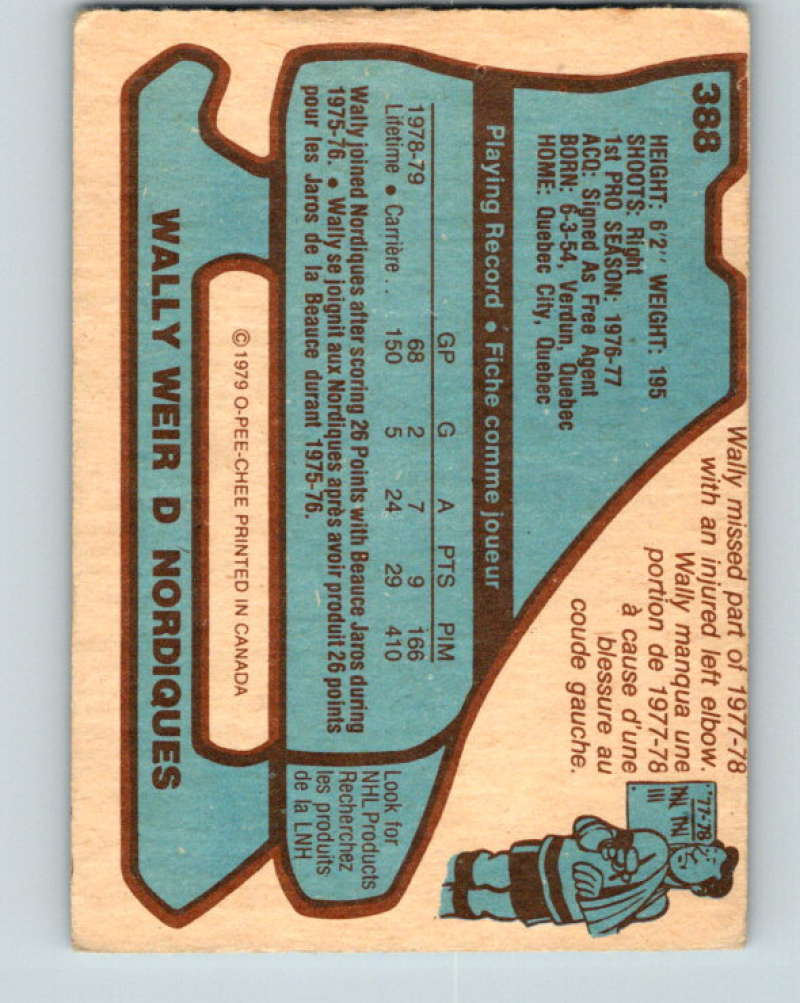 388
HEIGHT: 6'2" WEIGHT: 195
SHOOTS: Right
1st PRO SEASON: 1976-77
ACQ: Signed As Free Agent
BORN: 6-3-54, Verdun, Quebec
HOME: Quebec City, Quebec
Wally missed part of 1977-78
with an injured left elbow.
Wally manqua une
portion de 1977-78
à cause d'une
blessure au
coude gauche.
'77-78
Playing Record • Fiche comme joueur
GP G A PTS PIM
1978-79 68 2 7 9 166
Lifetime • Carrière . . 150 5 24 29 410
Wally joined Nordiques after scoring 26 Points with Beauce Jaros during
1975-76. • Wally se joignit aux Nordiques après avoir produit 26 points
pour les Jaros de la Beauce durant 1975-76.
Look for
NHL Products
Recherchez
les produits
de la LNH
© 1979 O-PEE-CHEE PRINTED IN CANADA
WALLY WEIR D NORDIQUES